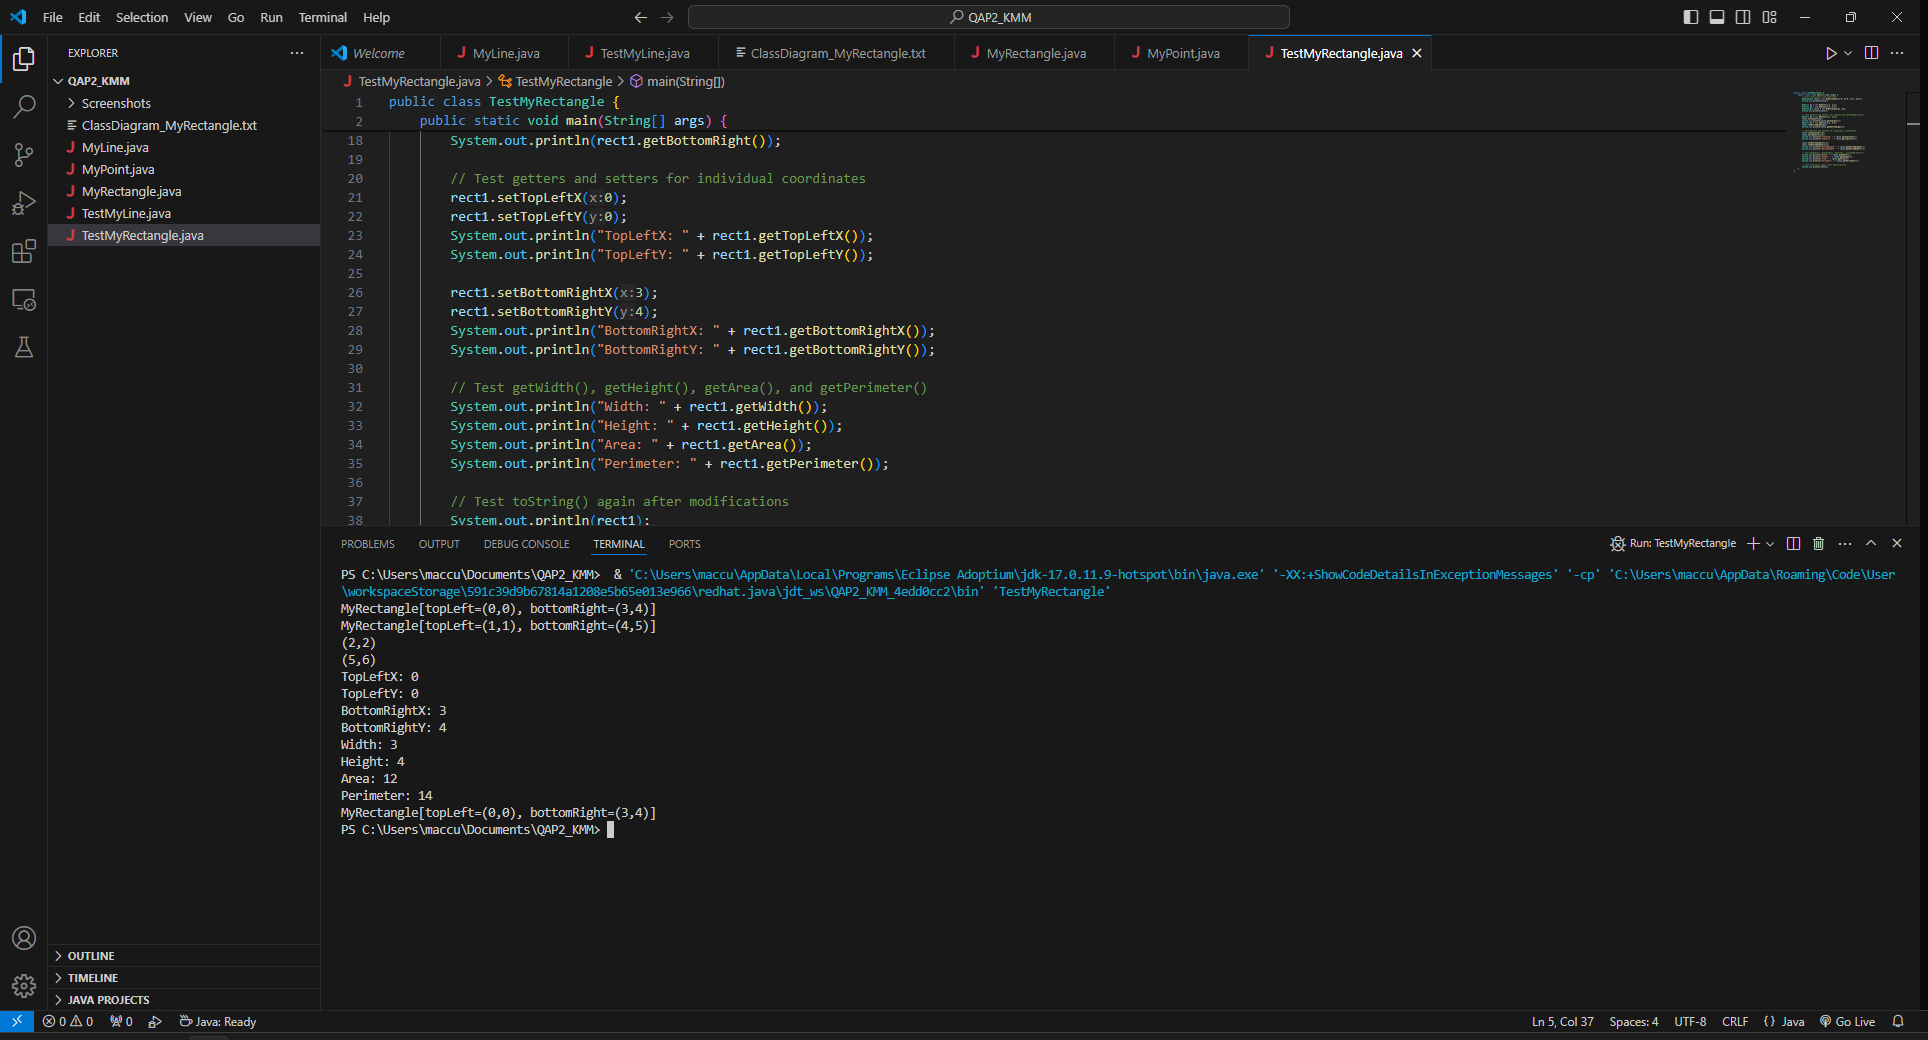 File Edit Selection View Go Run Terminal Help
QAP2_KMM
EXPLORER
QAP2_KMM
Screenshots
ClassDiagram_MyRectangle.txt
MyLine.java
MyPoint.java
MyRectangle.java
TestMyLine.java
TestMyRectangle.java
Welcome
MyLine.java
TestMyLine.java
ClassDiagram_MyRectangle.txt
MyRectangle.java
MyPoint.java
TestMyRectangle.java
TestMyRectangle.java > TestMyRectangle > main(String[])
1 public class TestMyRectangle {
2 public static void main(String[] args) {
18 System.out.println(rect1.getBottomRight());
19
20 // Test getters and setters for individual coordinates
21 rect1.setTopLeftX(x:0);
22 rect1.setTopLeftY(y:0);
23 System.out.println("TopLeftX: " + rect1.getTopLeftX());
24 System.out.println("TopLeftY: " + rect1.getTopLeftY());
25
26 rect1.setBottomRightX(x:3);
27 rect1.setBottomRightY(y:4);
28 System.out.println("BottomRightX: " + rect1.getBottomRightX());
29 System.out.println("BottomRightY: " + rect1.getBottomRightY());
30
31 // Test getWidth(), getHeight(), getArea(), and getPerimeter()
32 System.out.println("Width: " + rect1.getWidth());
33 System.out.println("Height: " + rect1.getHeight());
34 System.out.println("Area: " + rect1.getArea());
35 System.out.println("Perimeter: " + rect1.getPerimeter());
36
37 // Test toString() again after modifications
38 System.out.println(rect1);
PROBLEMS OUTPUT DEBUG CONSOLE TERMINAL PORTS
Run: TestMyRectangle
PS C:\Users\maccu\Documents\QAP2_KMM> & 'C:\Users\maccu\AppData\Local\Programs\Eclipse Adoptium\jdk-17.0.11.9-hotspot\bin\java.exe' '-XX:+ShowCodeDetailsInExceptionMessages' '-cp' 'C:\Users\maccu\AppData\Roaming\Code\User
\workspaceStorage\591c39d9b67814a1208e5b65e013e966\redhat.java\jdt_ws\QAP2_KMM_4edd0cc2\bin' 'TestMyRectangle'
MyRectangle[topLeft=(0,0), bottomRight=(3,4)]
MyRectangle[topLeft=(1,1), bottomRight=(4,5)]
(2,2)
(5,6)
TopLeftX: 0
TopLeftY: 0
BottomRightX: 3
BottomRightY: 4
Width: 3
Height: 4
Area: 12
Perimeter: 14
MyRectangle[topLeft=(0,0), bottomRight=(3,4)]
PS C:\Users\maccu\Documents\QAP2_KMM>
OUTLINE
TIMELINE
JAVA PROJECTS
0 0 0 Java: Ready
Ln 5, Col 37 Spaces: 4 UTF-8 CRLF {} Java Go Live